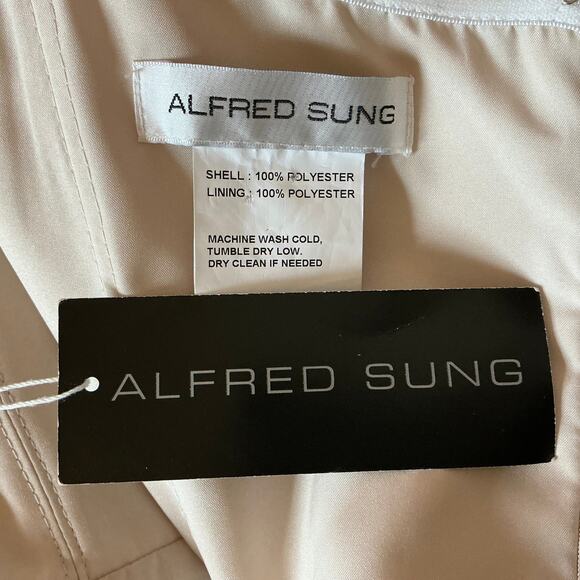 ALFRED SUNG
SHELL : 100% POLYESTER
LINING : 100% POLYESTER
MACHINE WASH COLD,
TUMBLE DRY LOW.
DRY CLEAN IF NEEDED
ALFRED SUNG